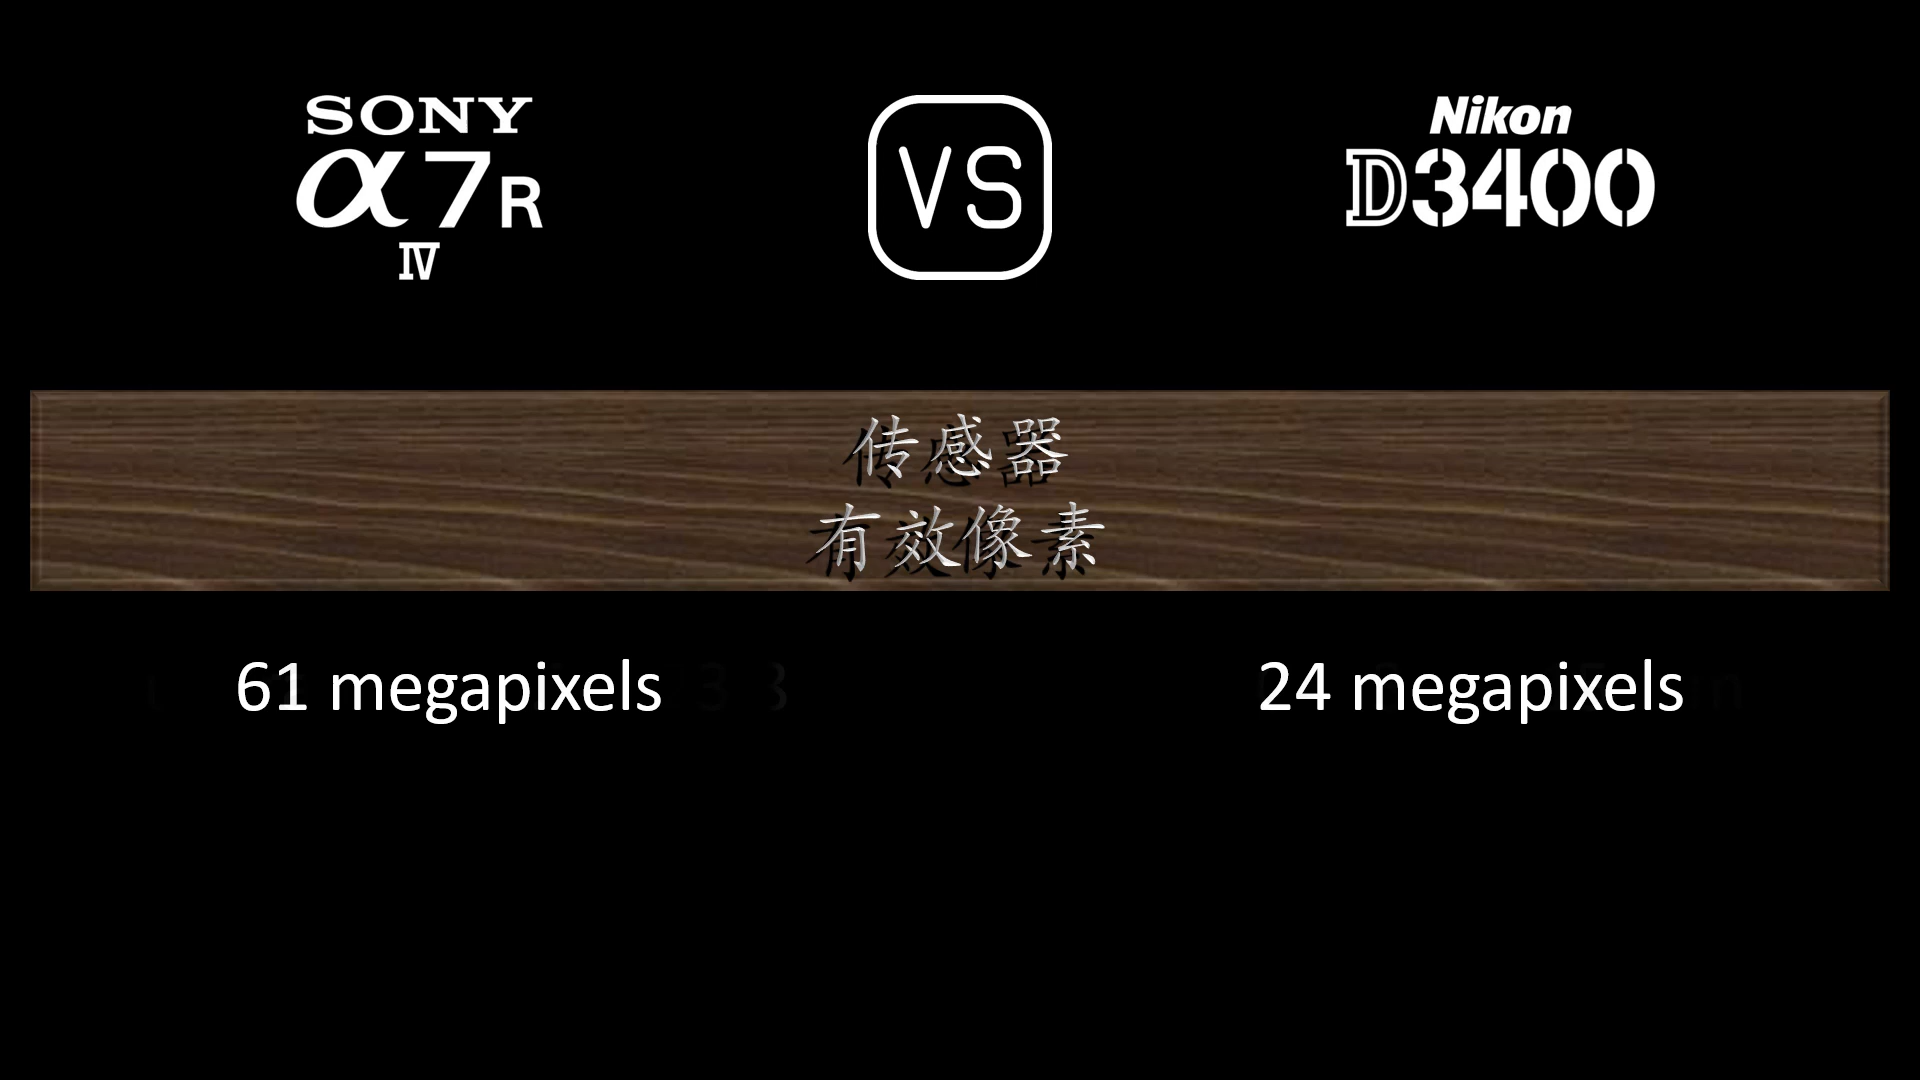 SONY
α7R
IV
VS
Nikon
D3400
传感器
有效像素
61 megapixels
24 megapixels